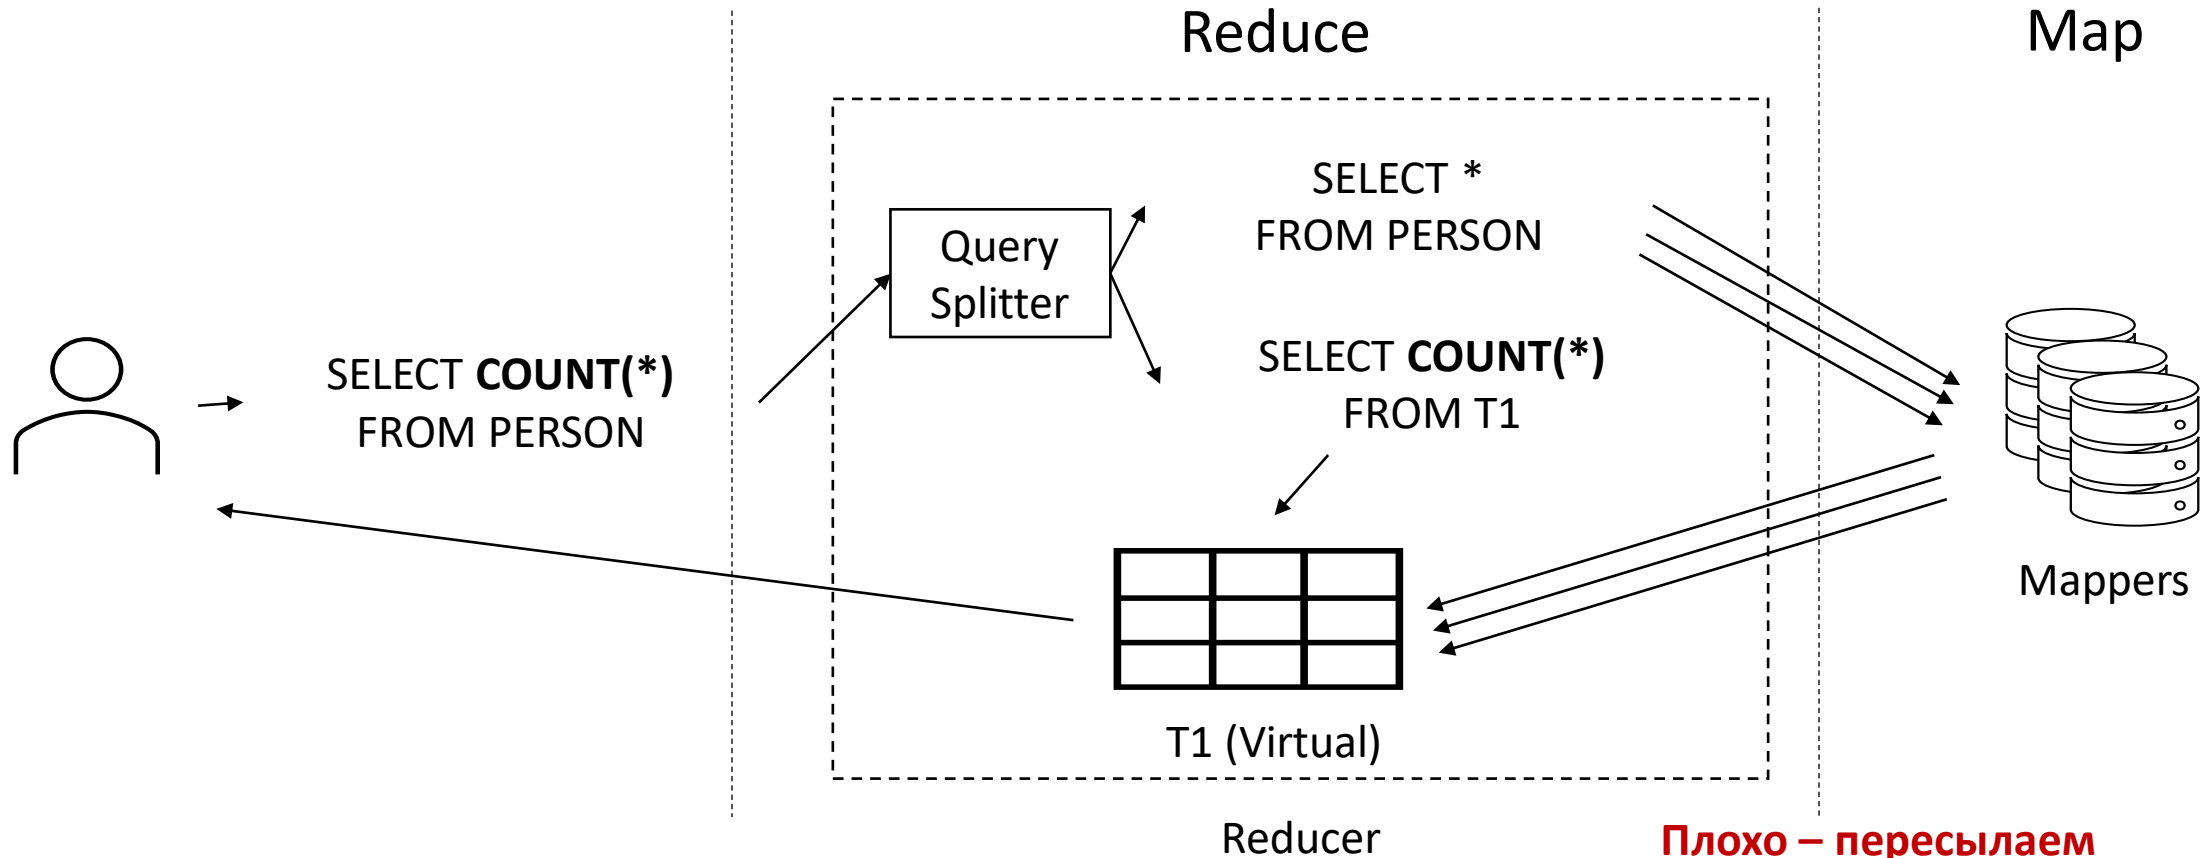 Reduce
Map
SELECT *
FROM PERSON
Query
Splitter
SELECT COUNT(*)
FROM PERSON
SELECT COUNT(*)
FROM T1
Mappers
T1 (Virtual)
Reducer
Плохо – пересылаем